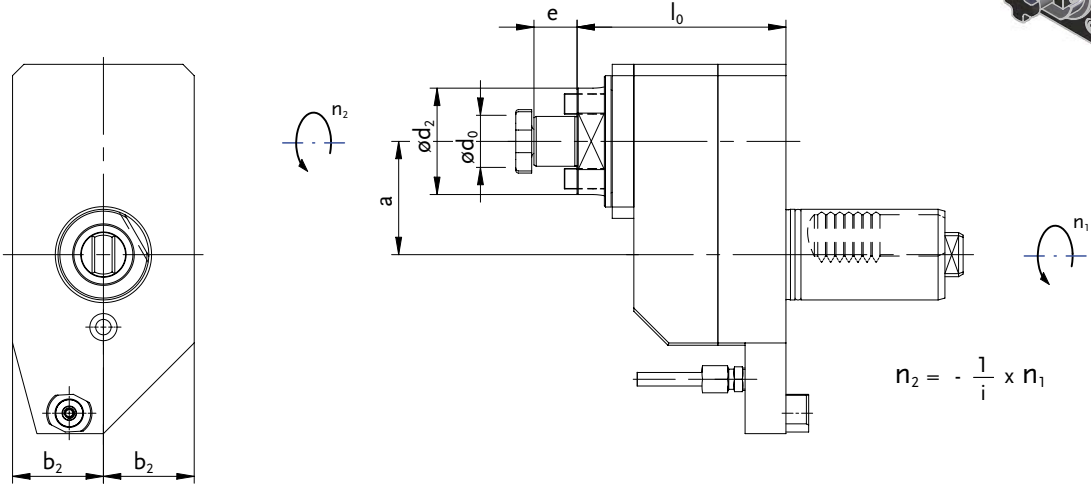 e
l₀
n₂
ød₂
ød₀
a
n₁
n₂ = - 1/i x n₁
b₂
b₂